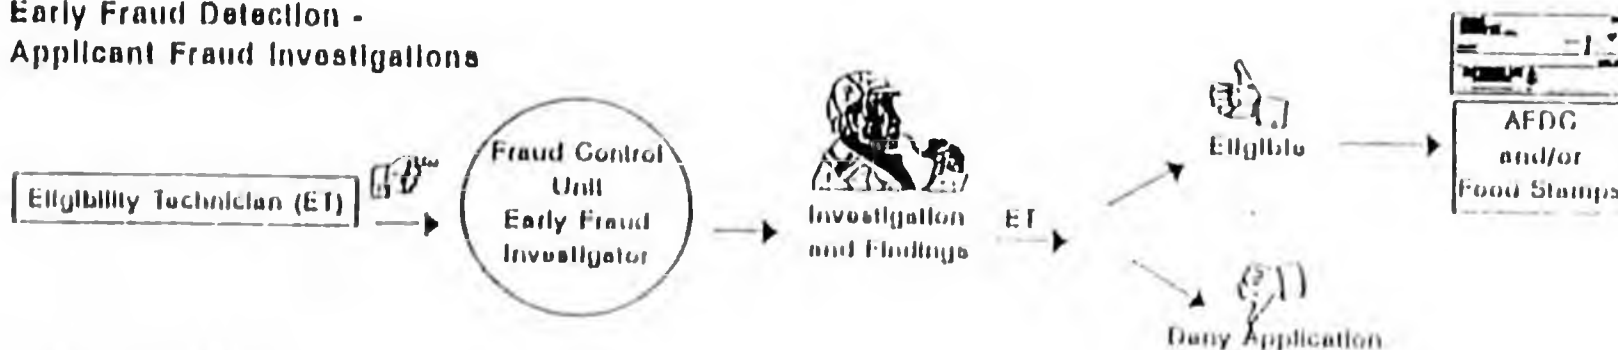 Early Fraud Detection -
Applicant Fraud Investigations
Eligibility Technician (ET)
Fraud Control
Unit
Early Fraud
Investigator
Investigation
and Findings
ET
Eligible
AFDC
and/or
Food Stamps
Deny Application